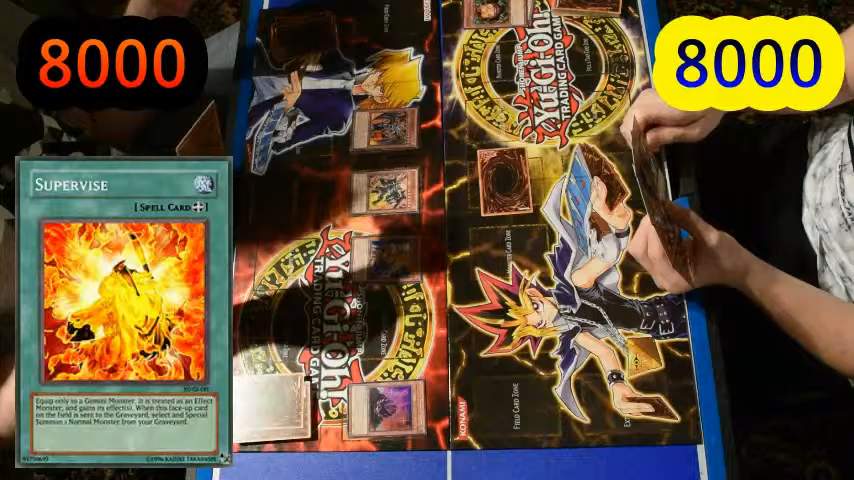 8000
8000
SUPERVISE
[ SPELL CARD ]
Equip only to a Gemini Monster. It is treated as an Effect
Monster, and gains its effect(s). When this face-up card
on the field is sent to the Graveyard, select and Special
Summon 1 Normal Monster from your Graveyard.
Yu-Gi-Oh!
TRADING CARD GAME
Yu-Gi-Oh!
TRADING CARD GAME
FIELD CARD ZONE
KONAMI